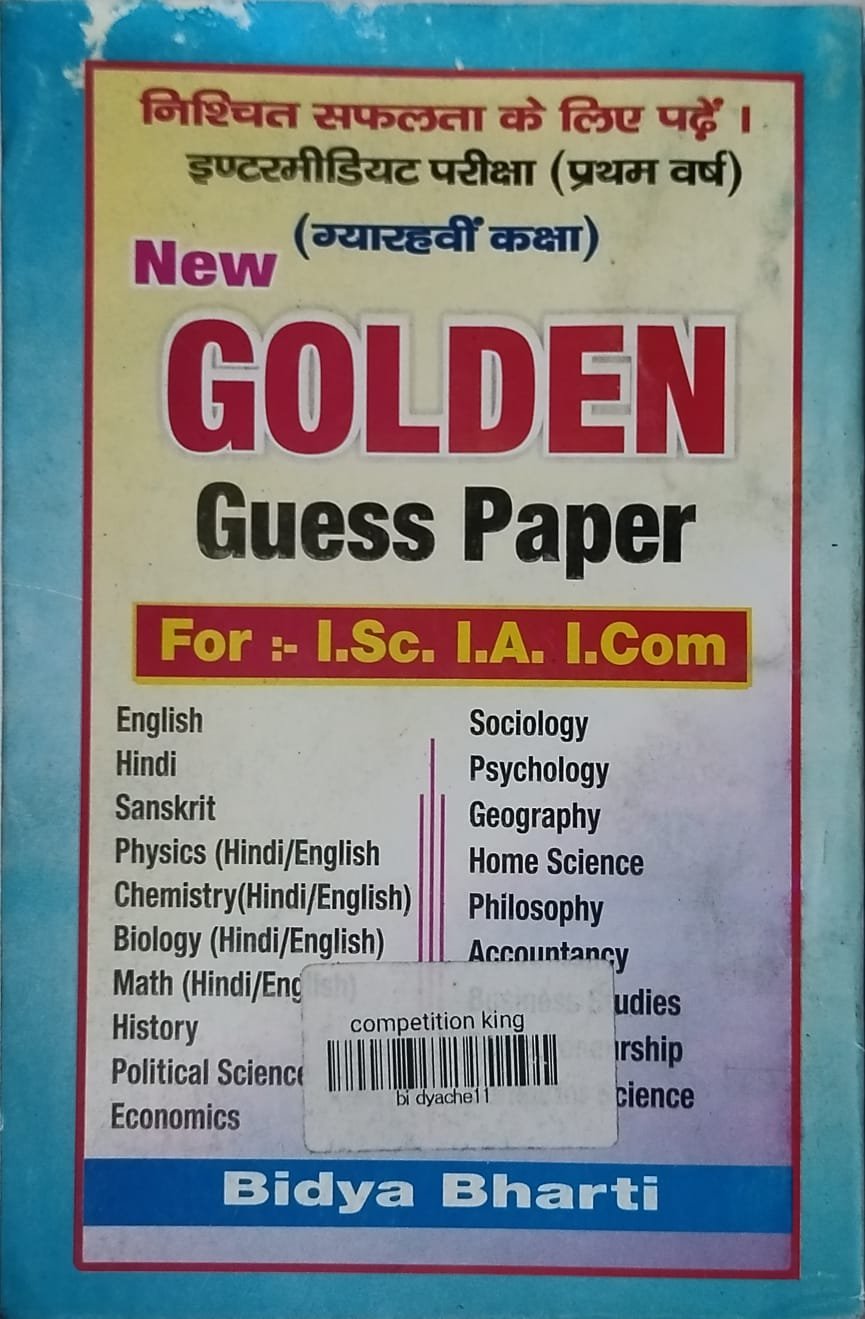 निश्चित सफलता के लिए पढ़ें ।
इण्टरमीडियट परीक्षा (प्रथम वर्ष)
(ग्यारहवीं कक्षा)
New
GOLDEN
Guess Paper
For :- I.Sc. I.A. I.Com
English
Hindi
Sanskrit
Physics (Hindi/English
Chemistry(Hindi/English)
Biology (Hindi/English)
Math (Hindi/English)
History
Political Science
Economics
Sociology
Psychology
Geography
Home Science
Philosophy
Accountancy
Business Studies
competition king
bi dyache11
Bidya Bharti